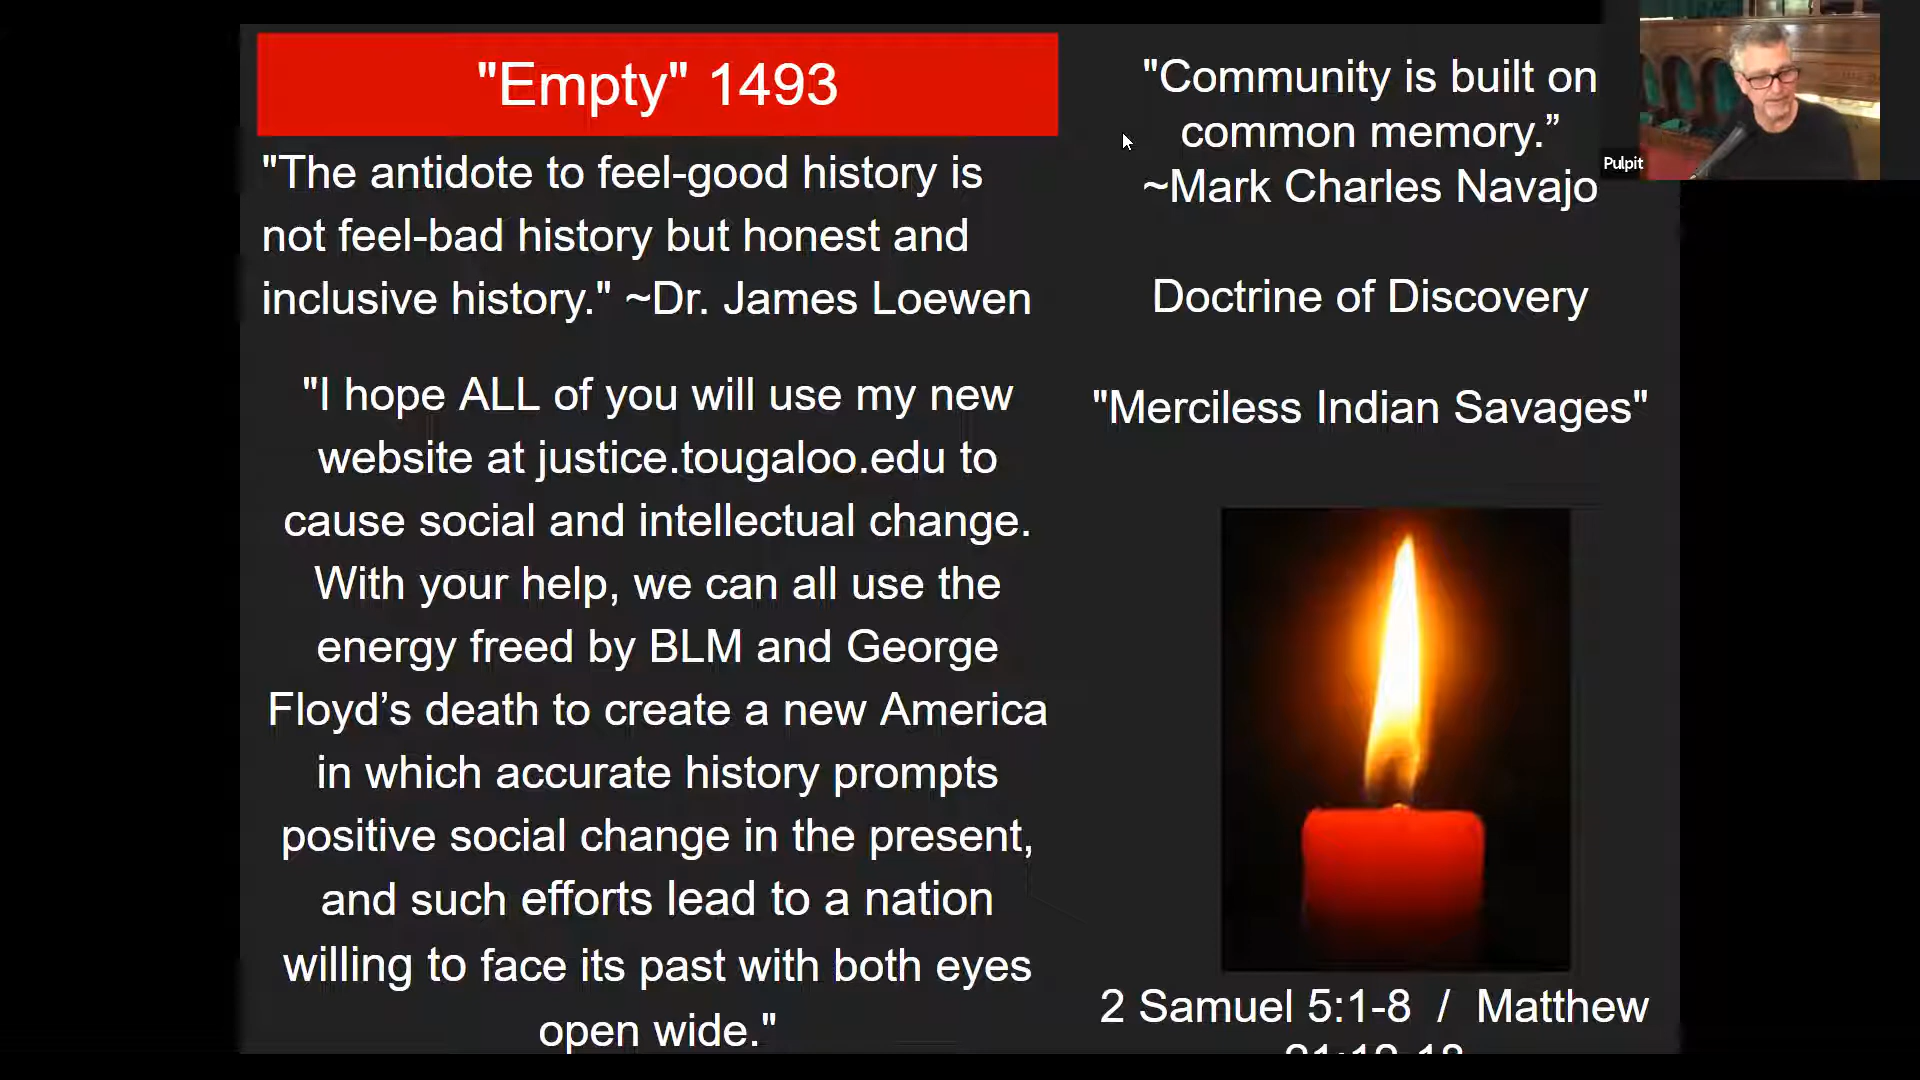 "Empty" 1493
"The antidote to feel-good history is
not feel-bad history but honest and
inclusive history." ~Dr. James Loewen
"I hope ALL of you will use my new
website at justice.tougaloo.edu to
cause social and intellectual change.
With your help, we can all use the
energy freed by BLM and George
Floyd’s death to create a new America
in which accurate history prompts
positive social change in the present,
and such efforts lead to a nation
willing to face its past with both eyes
open wide."
"Community is built on
common memory.”
~Mark Charles Navajo
Doctrine of Discovery
"Merciless Indian Savages"
2 Samuel 5:1-8 / Matthew
Pulpit